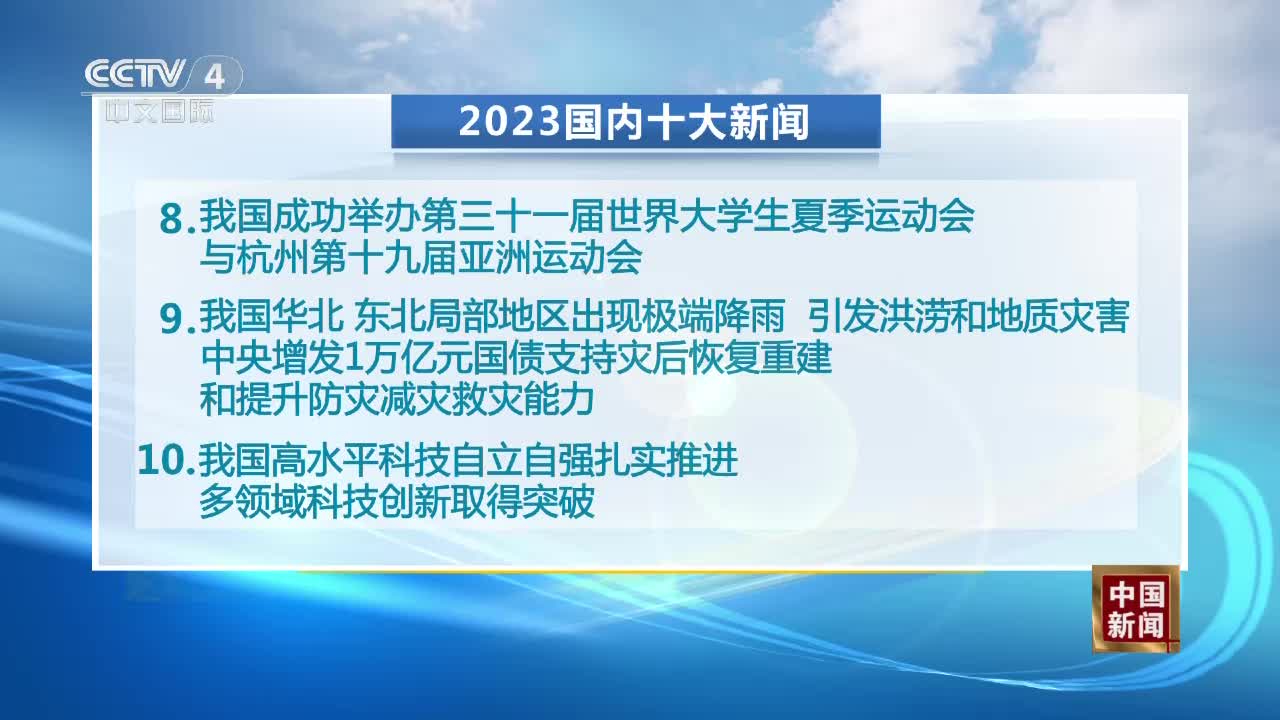 CCTV 4
中文国际
2023国内十大新闻
8.我国成功举办第三十一届世界大学生夏季运动会
与杭州第十九届亚洲运动会
9.我国华北 东北局部地区出现极端降雨 引发洪涝和地质灾害
中央增发1万亿元国债支持灾后恢复重建
和提升防灾减灾救灾能力
10.我国高水平科技自立自强扎实推进
多领域科技创新取得突破
中国
新闻